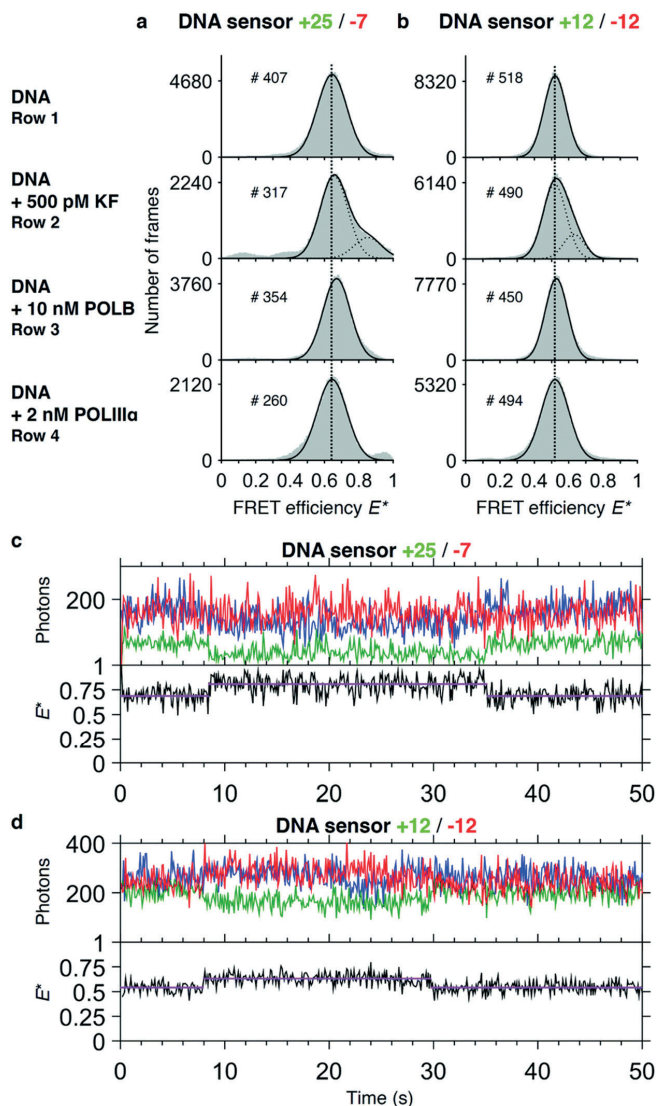 a DNA sensor +25 / -7 b DNA sensor +12 / -12
DNA
Row 1
4680
# 407
0
8320
# 518
0
DNA
+ 500 pM KF
Row 2
2240
# 317
0
6140
# 490
0
DNA
+ 10 nM POLB
Row 3
3760
# 354
0
7770
# 450
0
DNA
+ 2 nM POLIIIα
Row 4
2120
# 260
0
5320
# 494
0
Number of frames
0 0.2 0.4 0.6 0.8 1 0 0.2 0.4 0.6 0.8 1
FRET efficiency E* FRET efficiency E*
c DNA sensor +25 / -7
Photons
200
1
E*
0.75
0.5
0.25
0
0 10 20 30 40 50
d DNA sensor +12 / -12
Photons
400
200
1
E*
0.75
0.5
0.25
0
0 10 20 30 40 50
Time (s)